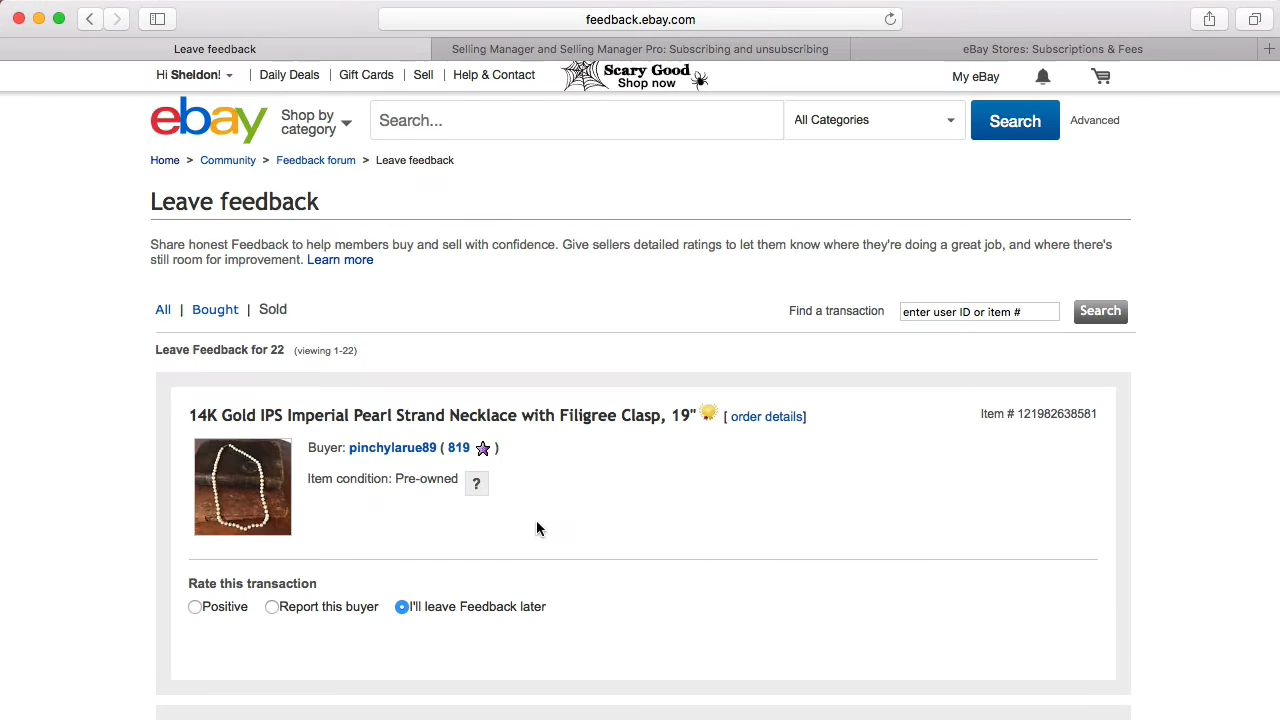 feedback.ebay.com
Leave feedback
Selling Manager and Selling Manager Pro: Subscribing and unsubscribing
eBay Stores: Subscriptions & Fees
Hi Sheldon! | Daily Deals | Gift Cards | Sell | Help & Contact
Scary Good
Shop now
My eBay
ebay
Shop by
category
Search...
All Categories
Search
Advanced
Home > Community > Feedback forum > Leave feedback
Leave feedback
Share honest Feedback to help members buy and sell with confidence. Give sellers detailed ratings to let them know where they're doing a great job, and where there's
still room for improvement. Learn more
All | Bought | Sold
Find a transaction
enter user ID or item #
Search
Leave Feedback for 22 (viewing 1-22)
14K Gold IPS Imperial Pearl Strand Necklace with Filigree Clasp, 19" [ order details]
Item # 121982638581
Buyer: pinchylarue89 ( 819 )
Item condition: Pre-owned ?
Rate this transaction
Positive Report this buyer I'll leave Feedback later